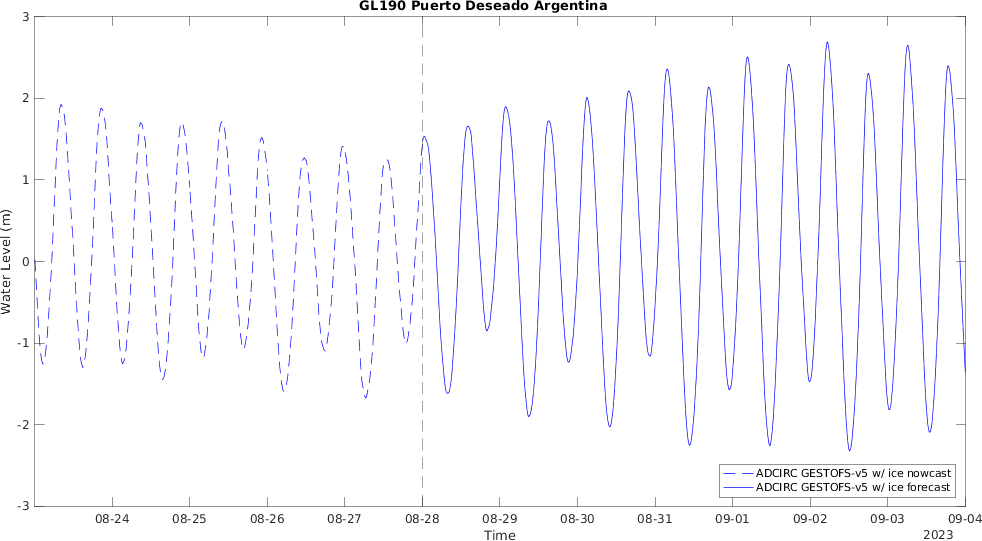 GL190 Puerto Deseado Argentina
3
2
1
0
-1
-2
-3
Water Level (m)
08-24 08-25 08-26 08-27 08-28 08-29 08-30 08-31 09-01 09-02 09-03 09-04
Time
2023
ADCIRC GESTOFS-v5 w/ ice nowcast
ADCIRC GESTOFS-v5 w/ ice forecast